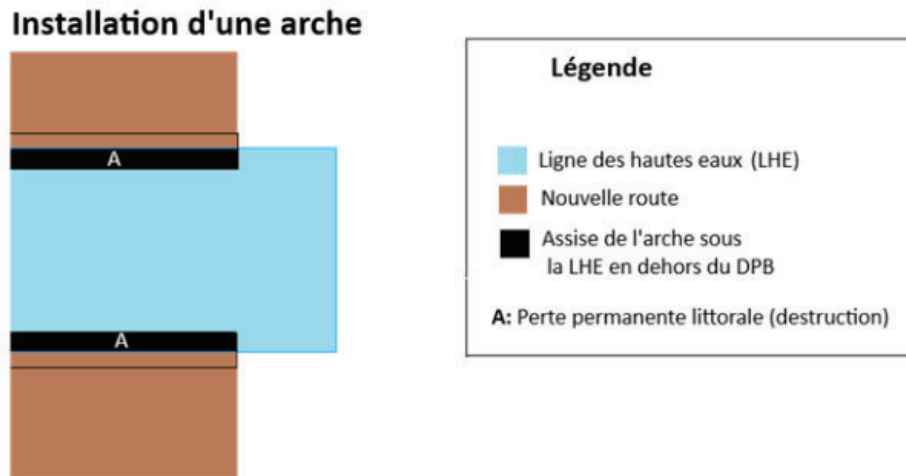 Installation d'une arche
A
A
Légende
Ligne des hautes eaux (LHE)
Nouvelle route
Assise de l'arche sous
la LHE en dehors du DPB
A: Perte permanente littorale (destruction)